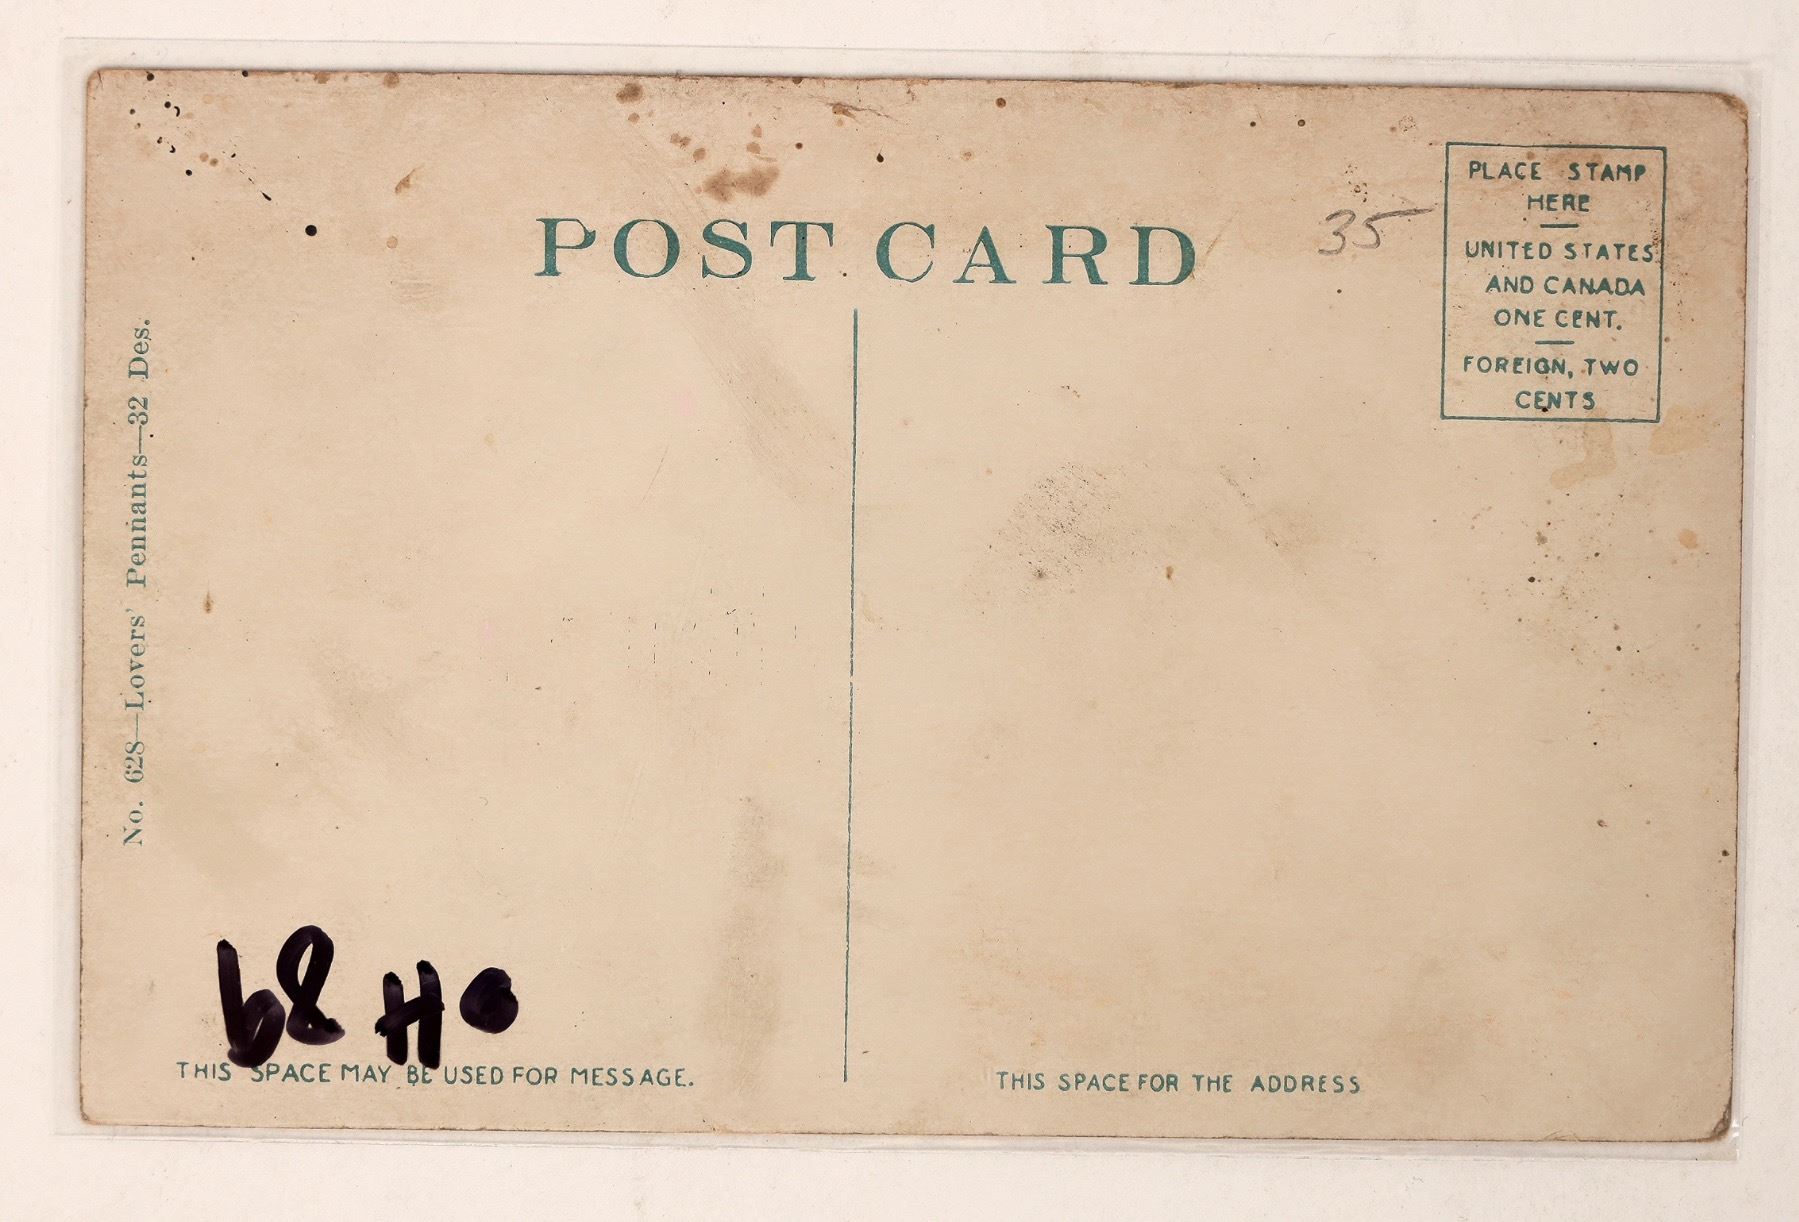 POST CARD
35
PLACE STAMP
HERE
UNITED STATES
AND CANADA
ONE CENT.
FOREIGN, TWO
CENTS
No. 628—Lovers' Pennants—32 Des.
68 Ho
THIS SPACE MAY BE USED FOR MESSAGE.
THIS SPACE FOR THE ADDRESS